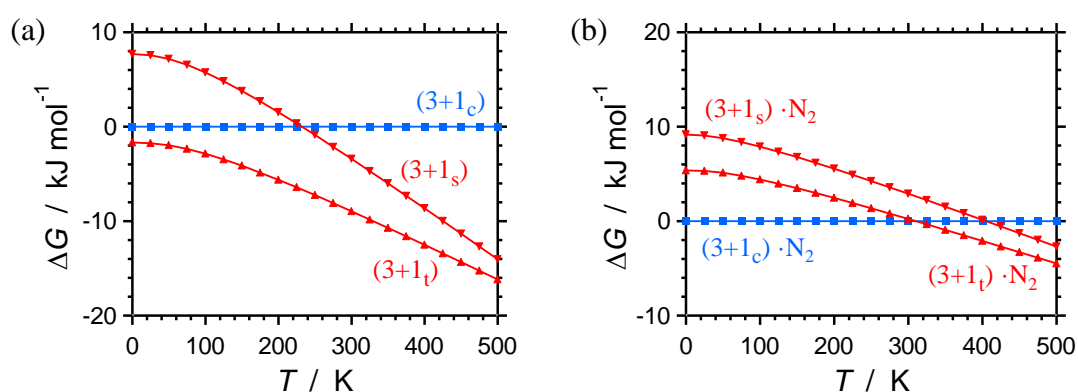 (a)
10
0
-10
-20
ΔG / kJ mol⁻¹
(3+1c)
(3+1s)
(3+1t)
0 100 200 300 400 500
T / K
(b)
20
10
0
-10
ΔG / kJ mol⁻¹
(3+1s) ·N₂
(3+1c) ·N₂
(3+1t) ·N₂
0 100 200 300 400 500
T / K